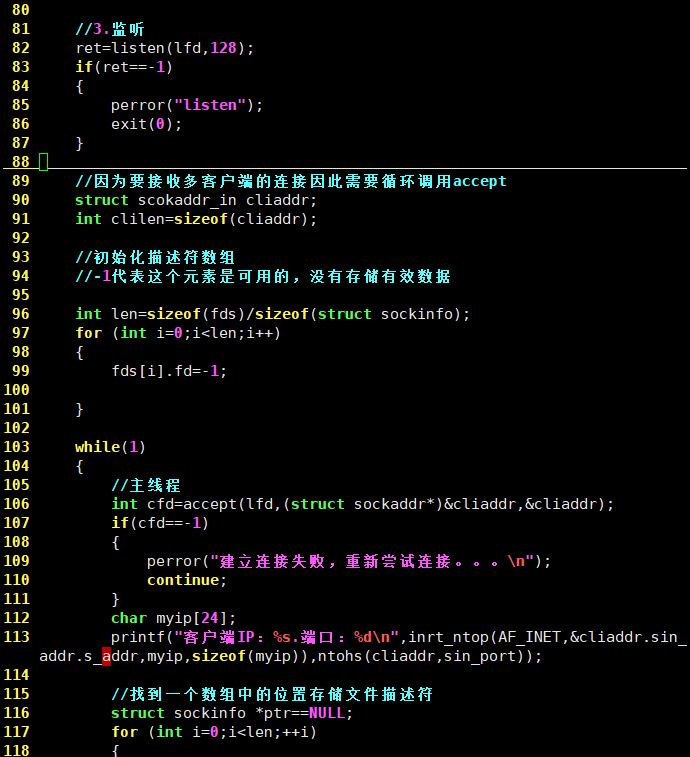 80
81     //3.监听
82     ret=listen(lfd,128);
83     if(ret==-1)
84     {
85         perror("listen");
86         exit(0);
87     }
88
89     //因为要接收多客户端的连接因此需要循环调用accept
90     struct scokaddr_in cliaddr;
91     int clilen=sizeof(cliaddr);
92
93     //初始化描述符数组
94     //-1代表这个元素是可用的，没有存储有效数据
95
96     int len=sizeof(fds)/sizeof(struct sockinfo);
97     for (int i=0;i<len;i++)
98     {
99         fds[i].fd=-1;
100
101     }
102
103     while(1)
104     {
105         //主线程
106         int cfd=accept(lfd,(struct sockaddr*)&cliaddr,&cliaddr);
107         if(cfd==-1)
108         {
109             perror("建立连接失败，重新尝试连接。。。\n");
110             continue;
111         }
112         char myip[24];
113         printf("客户端IP：%s.端口：%d\n",inrt_ntop(AF_INET,&cliaddr.sin_
addr.s_addr,myip,sizeof(myip)),ntohs(cliaddr,sin_port));
114
115         //找到一个数组中的位置存储文件描述符
116         struct sockinfo *ptr==NULL;
117         for (int i=0;i<len;++i)
118         {